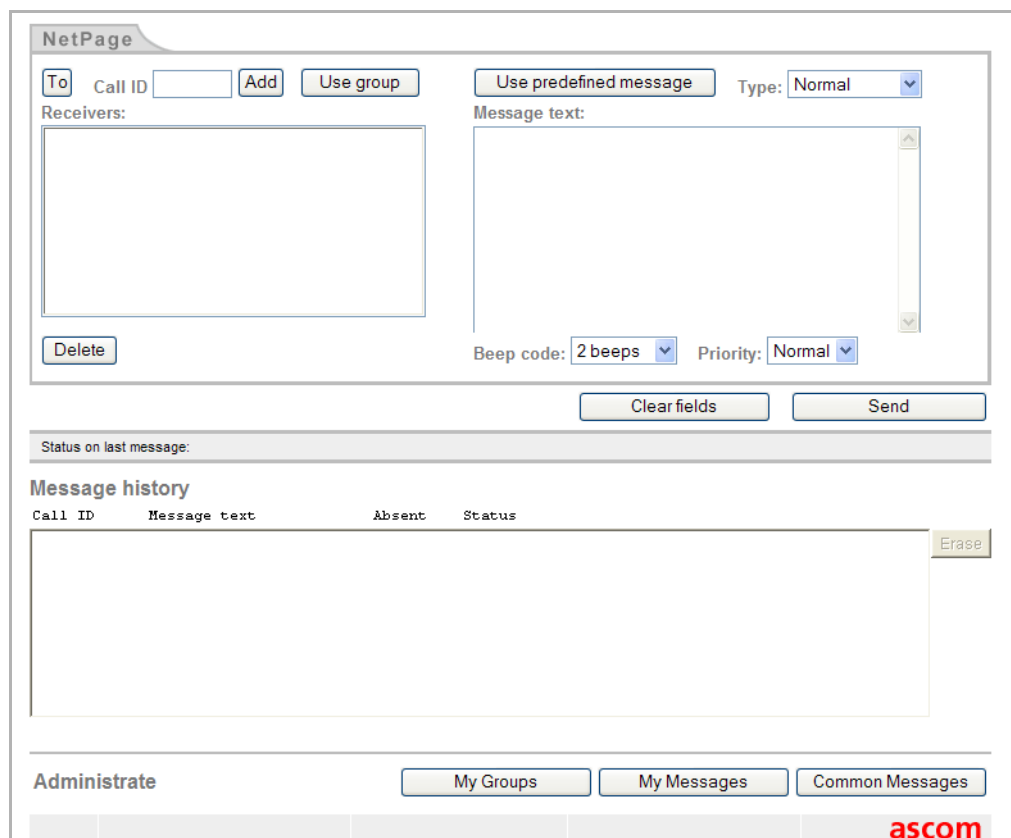 NetPage
To Call ID Add Use group Use predefined message Type: Normal
Receivers: Message text:
Delete Beep code: 2 beeps Priority: Normal
Clear fields Send
Status on last message:
Message history
Call ID Message text Absent Status
Erase
Administrate My Groups My Messages Common Messages
ascom